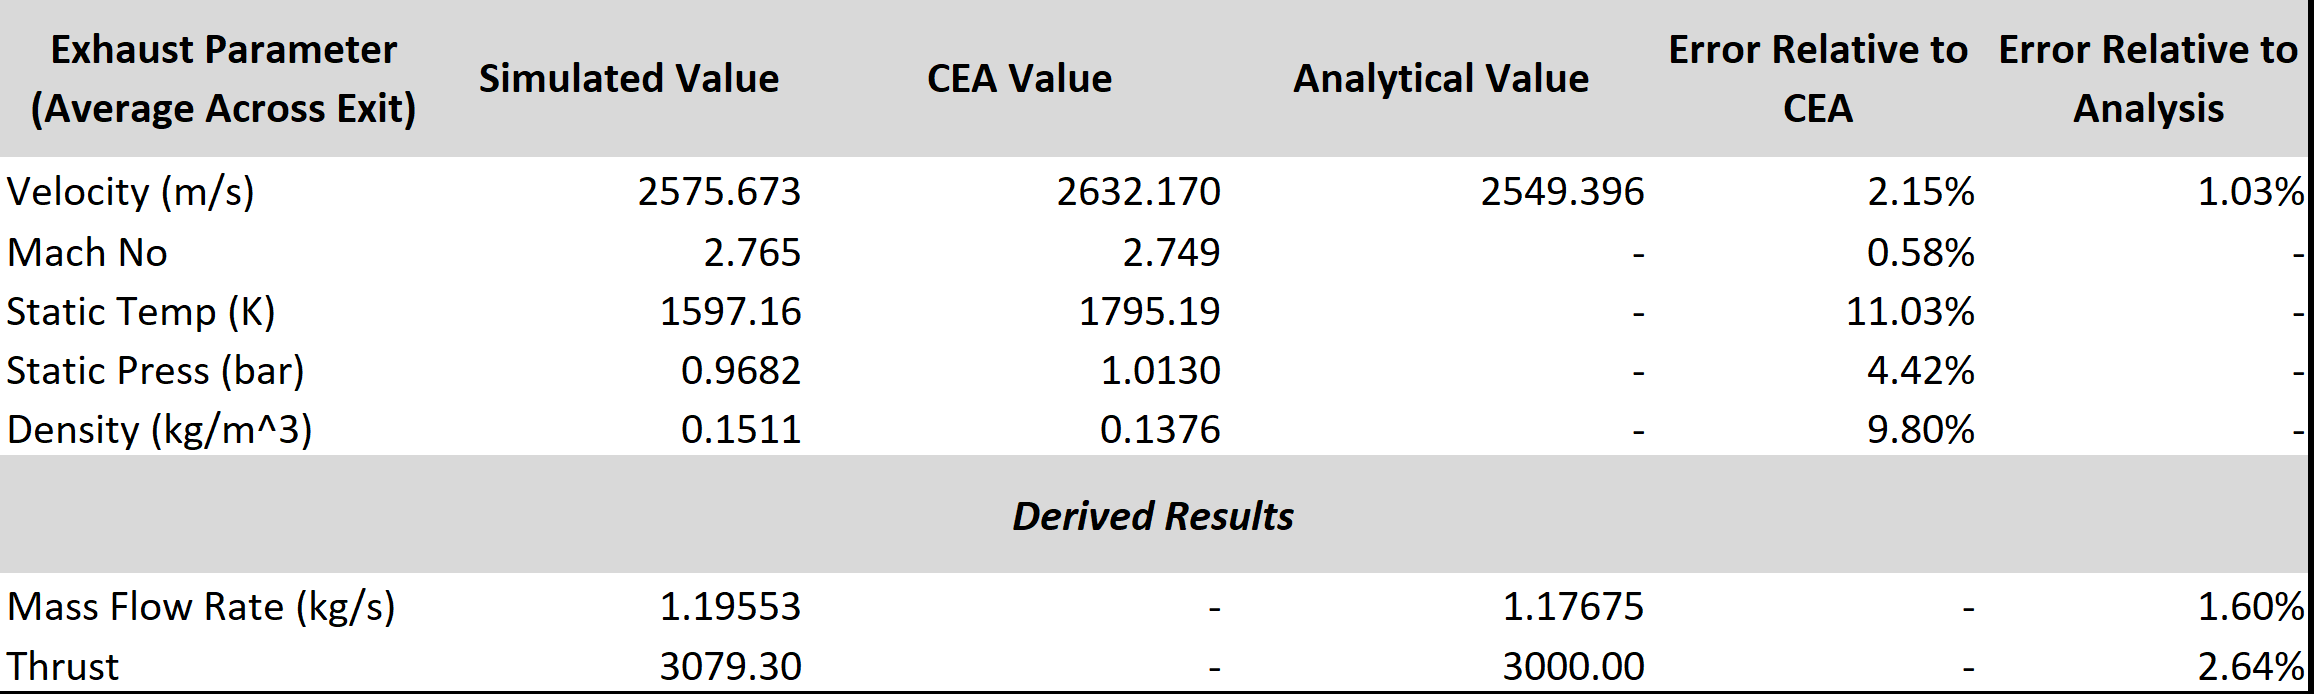 Exhaust Parameter (Average Across Exit) Simulated Value CEA Value Analytical Value Error Relative to CEA Error Relative to Analysis
Velocity (m/s) 2575.673 2632.170 2549.396 2.15% 1.03%
Mach No 2.765 2.749 - 0.58% -
Static Temp (K) 1597.16 1795.19 - 11.03% -
Static Press (bar) 0.9682 1.0130 - 4.42% -
Density (kg/m^3) 0.1511 0.1376 - 9.80% -
Derived Results
Mass Flow Rate (kg/s) 1.19553 - 1.17675 - 1.60%
Thrust 3079.30 - 3000.00 - 2.64%